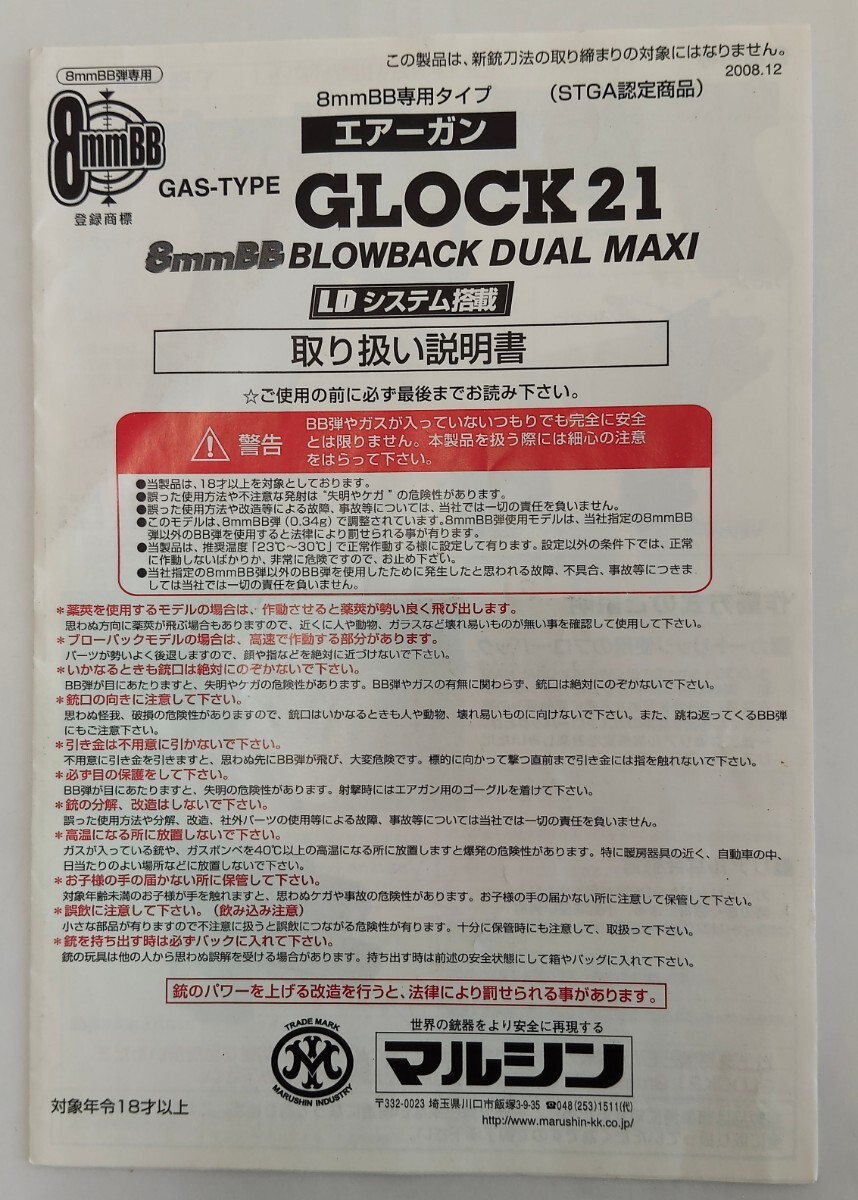 この製品は、新銃刀法の取り締まりの対象にはなりません。
2008.12
8mmBB弾専用
8mmBB
登録商標
8mmBB専用タイプ
(STGA認定商品)
エアーガン
GAS-TYPE GLOCK 21
8mmBB BLOWBACK DUAL MAXI
LD システム搭載
取り扱い説明書
☆ご使用の前に必ず最後までお読み下さい。
警告
BB弾やガスが入っていないつもりでも完全に安全
とは限りません。本製品を扱う際には細心の注意
をはらって下さい。
●当製品は、18才以上を対象としております。
●誤った使用方法や不注意な発射は"失明やケガ"の危険性があります。
●誤った使用方法や改造等による故障、事故等については、当社では一切の責任を負いません。
●このモデルは、8mmBB弾(0.34g)で調整されています。8mmBB弾使用モデルは、当社指定の8mmBB
弾以外のBB弾を使用すると法律により罰せられる事が有ります。
●当製品は、推奨温度「23℃～30℃」で正常作動する様に設定して有ります。設定以外の条件下では、正常
に作動しないばかりか、非常に危険ですので、お止め下さい。
●当社指定の8mmBB弾以外のBB弾を使用したために発生したと思われる故障、不具合、事故等につきま
しては当社では一切の責任を負いません。
＊薬莢を使用するモデルの場合は、作動させると薬莢が勢い良く飛び出します。
思わぬ方向に薬莢が飛ぶ場合もありますので、近くに人や動物、ガラスなど壊れ易いものが無い事を確認して使用して下さい。
＊ブローバックモデルの場合は、高速で作動する部分があります。
パーツが勢いよく後退しますので、顔や指などを絶対に近づけないで下さい。
＊いかなるときも銃口は絶対にのぞかないで下さい。
BB弾が目にあたりますと、失明やケガの危険性があります。BB弾やガスの有無に関わらず、銃口は絶対にのぞかないで下さい。
＊銃口の向きに注意して下さい。
思わぬ怪我、破損の危険性がありますので、銃口はいかなるときも人や動物、壊れ易いものに向けないで下さい。また、跳ね返ってくるBB弾
にもご注意下さい。
＊引き金は不用意に引かないで下さい。
不用意に引き金を引きますと、思わぬ先にBB弾が飛び、大変危険です。標的に向かって撃つ直前まで引き金には指を触れないで下さい。
＊必ず目の保護をして下さい。
BB弾が目にあたりますと、失明の危険性があります。射撃時にはエアガン用のゴーグルを着けて下さい。
＊銃の分解、改造はしないで下さい。
誤った使用方法や分解、改造、社外パーツの使用等による故障、事故等については当社では一切の責任を負いません。
＊高温になる所に放置しないで下さい。
ガスが入っている銃や、ガスボンベを40℃以上の高温になる所に放置しますと爆発の危険性があります。特に暖房器具の近く、自動車の中、
日当たりのよい場所などに放置しないで下さい。
＊お子様の手の届かない所に保管して下さい。
対象年齢未満のお子様が手を触れますと、思わぬケガや事故の危険性があります。お子様の手の届かない所に注意して保管して下さい。
＊誤飲に注意して下さい。(飲み込み注意)
小さな部品が有りますので不注意に扱うと誤飲につながる危険性が有ります。十分に保管時にも注意して、取扱って下さい。
＊銃を持ち出す時は必ずバックに入れて下さい。
銃の玩具は他の人から思わぬ誤解を受ける場合があります。持ち出す時は前述の安全状態にして箱やバッグに入れて下さい。
銃のパワーを上げる改造を行うと、法律により罰せられる事があります。
TRADE MARK
MARUSHIN INDUSTRY
世界の銃器をより安全に再現する
マルシン
〒332-0023 埼玉県川口市飯塚3-9-35 ☎048(253)1511(代)
http://www.marushin-kk.co.jp/
対象年令18才以上